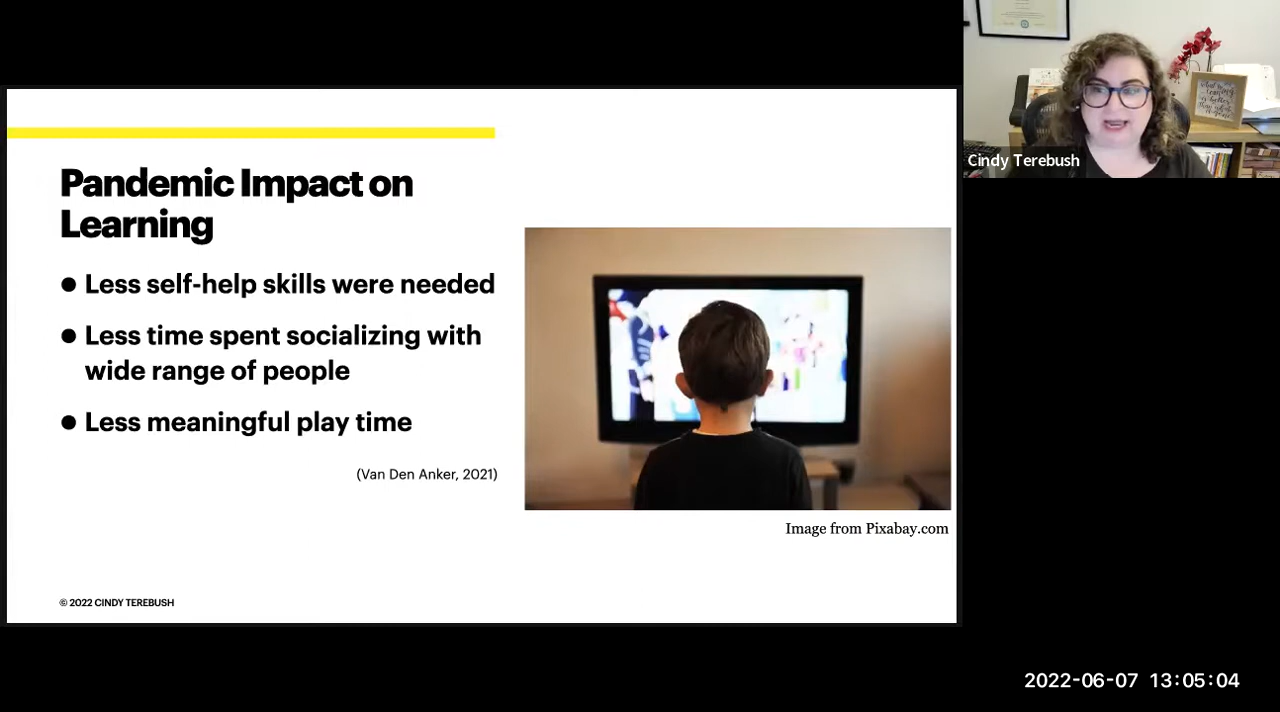 Pandemic Impact on
Learning
● Less self-help skills were needed
● Less time spent socializing with
wide range of people
● Less meaningful play time
(Van Den Anker, 2021)
Image from Pixabay.com
© 2022 CINDY TEREBUSH
Cindy Terebush
2022-06-07 13:05:04